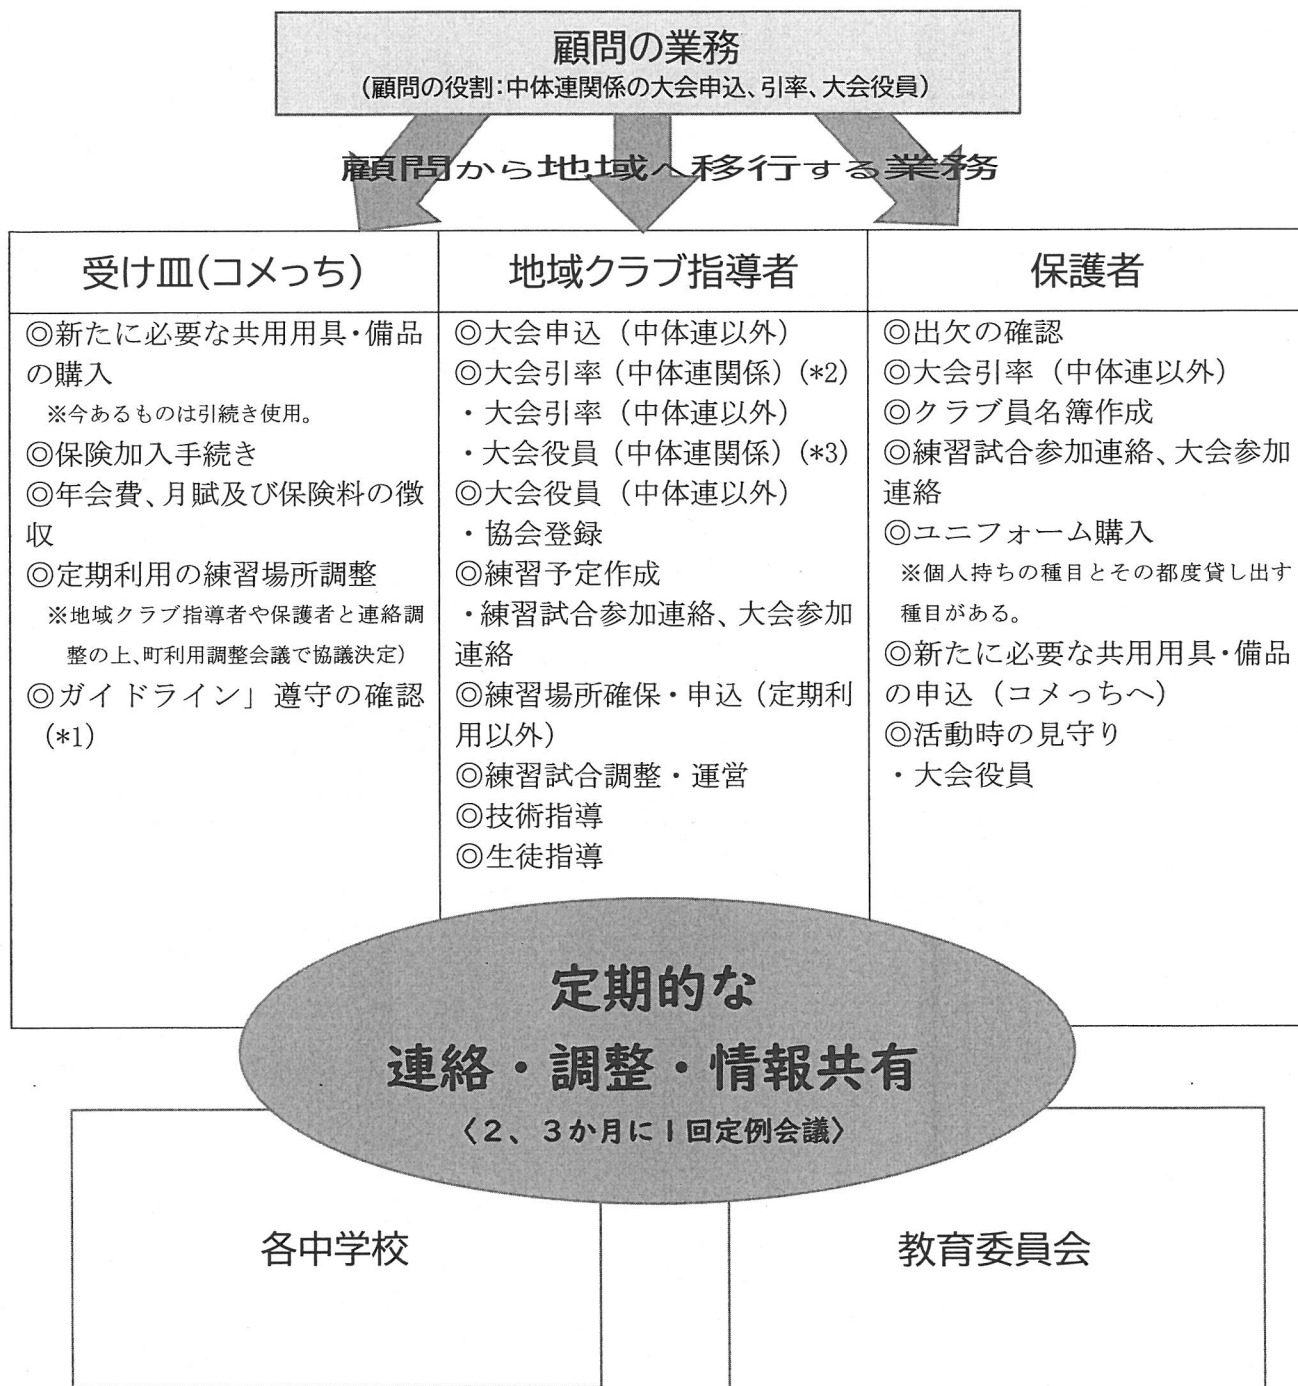 顧問の業務
(顧問の役割:中体連関係の大会申込、引率、大会役員)
顧問から地域へ移行する業務
受け皿(コメっち)
◎新たに必要な共用用具・備品
の購入
※今あるものは引続き使用。
◎保険加入手続き
◎年会費、月賦及び保険料の徴
収
◎定期利用の練習場所調整
※地域クラブ指導者や保護者と連絡調
整の上、町利用調整会議で協議決定)
◎ガイドライン」遵守の確認
(*1)
地域クラブ指導者
◎大会申込(中体連以外)
◎大会引率(中体連関係)(*2)
・大会引率(中体連以外)
・大会役員(中体連関係)(*3)
◎大会役員(中体連以外)
・協会登録
◎練習予定作成
・練習試合参加連絡、大会参加
連絡
◎練習場所確保・申込(定期利
用以外)
◎練習試合調整・運営
◎技術指導
◎生徒指導
保護者
◎出欠の確認
◎大会引率(中体連以外)
◎クラブ員名簿作成
◎練習試合参加連絡、大会参加
連絡
◎ユニフォーム購入
※個人持ちの種目とその都度貸し出す
種目がある。
◎新たに必要な共用用具・備品
の申込(コメっちへ)
◎活動時の見守り
・大会役員
定期的な
連絡・調整・情報共有
〈2、3か月に1回定例会議〉
各中学校
教育委員会